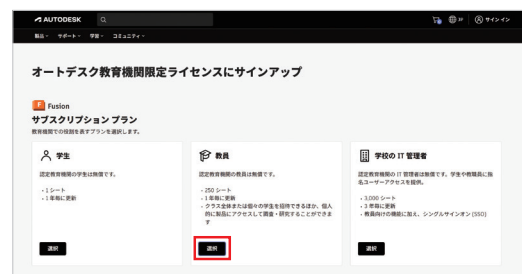 AUTODESK
JP サインイン
製品 サポート 学習 コミュニティ
オートデスク教育機関限定ライセンスにサインアップ
F Fusion
サブスクリプション プラン
教育機関での役割を表すプランを選択します。
学生
認定教育機関の学生は無償です。
・1 シート
・1 年毎に更新
選択
教員
認定教育機関の教員は無償です。
・250 シート
・1 年毎に更新
・クラス全体または個々の学生を招待できるほか、個人
的に製品にアクセスして調査・研究することができま
す
選択
学校の IT 管理者
認定教育機関の IT 管理者は無償です。学生や教職員に指
名ユーザーアクセスを提供。
・3,000 シート
・3 年毎に更新
・教員向けの機能に加え、シングルサインオン (SSO)
選択